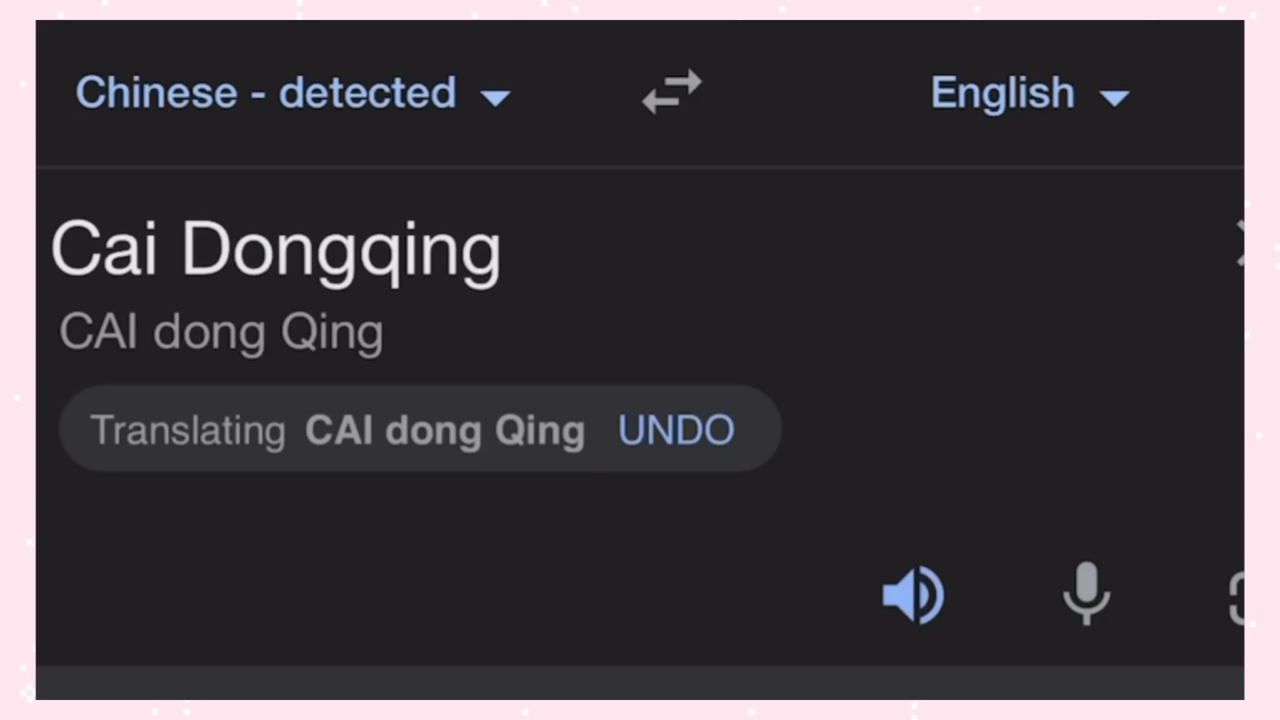 Chinese - detected English
Cai Dongqing
CAI dong Qing
Translating CAI dong Qing UNDO